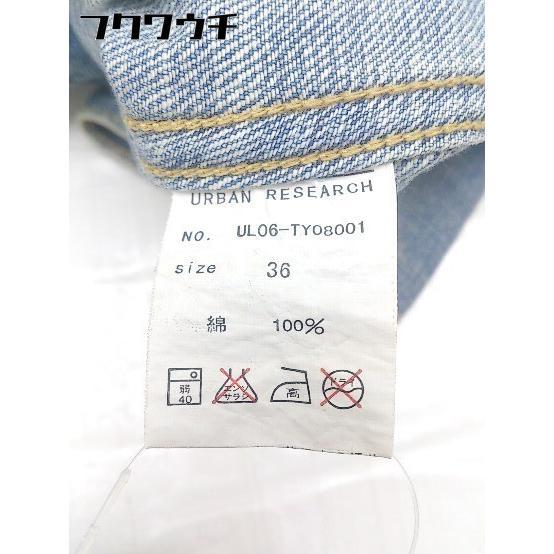 フクワウチ
URBAN RESEARCH
NO. UL06-TY08001
size 36
綿 100%
弱 40
エンソ サラシ
高
ドライ